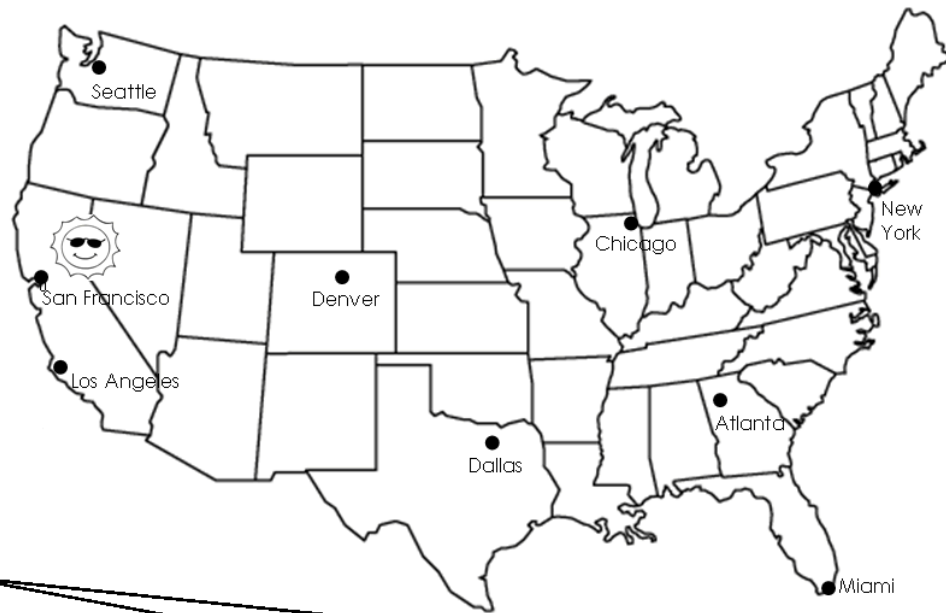 Seattle
New
York
Chicago
San Francisco
Denver
Los Angeles
Atlanta
Dallas
Miami